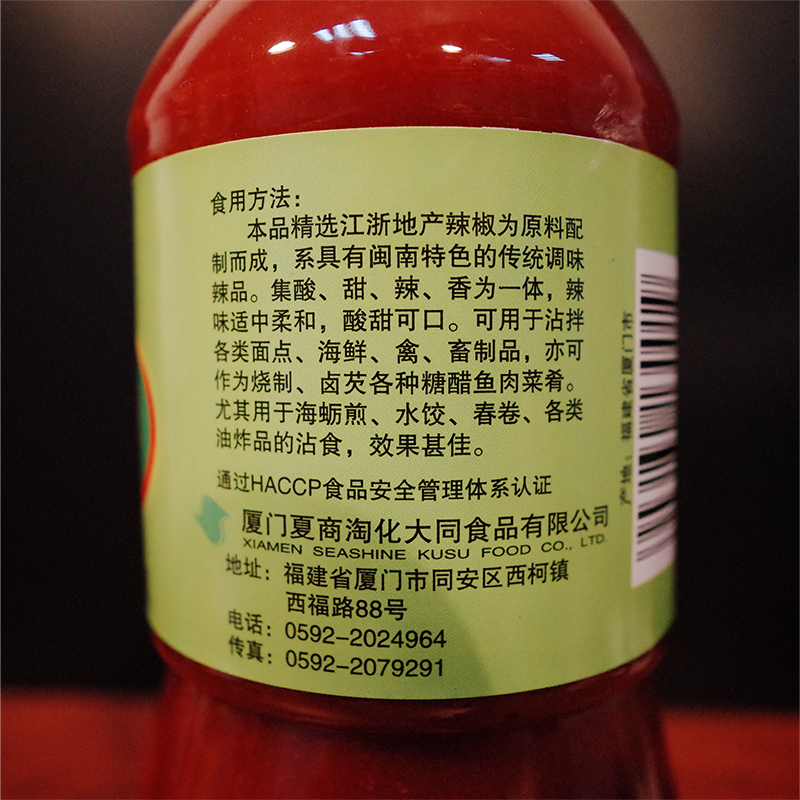 食用方法：
本品精选江浙地产辣椒为原料配
制而成，系具有闽南特色的传统调味
辣品。集酸、甜、辣、香为一体，辣
味适中柔和，酸甜可口。可用于沾拌
各类面点、海鲜、禽、畜制品，亦可
作为烧制、卤芡各种糖醋鱼肉菜肴。
尤其用于海蛎煎、水饺、春卷、各类
油炸品的沾食，效果甚佳。
通过HACCP食品安全管理体系认证
厦门夏商淘化大同食品有限公司
XIAMEN SEASHINE KUSU FOOD CO., LTD.
地址：福建省厦门市同安区西柯镇
西福路88号
电话：0592-2024964
传真：0592-2079291
产地：福建省厦门市